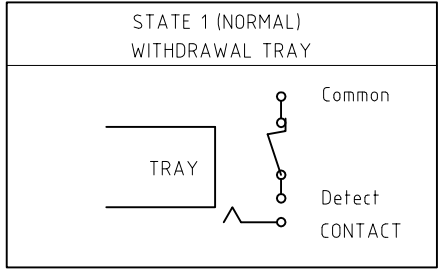 STATE 1 (NORMAL)
WITHDRAWAL TRAY
Common
TRAY
Detect
CONTACT